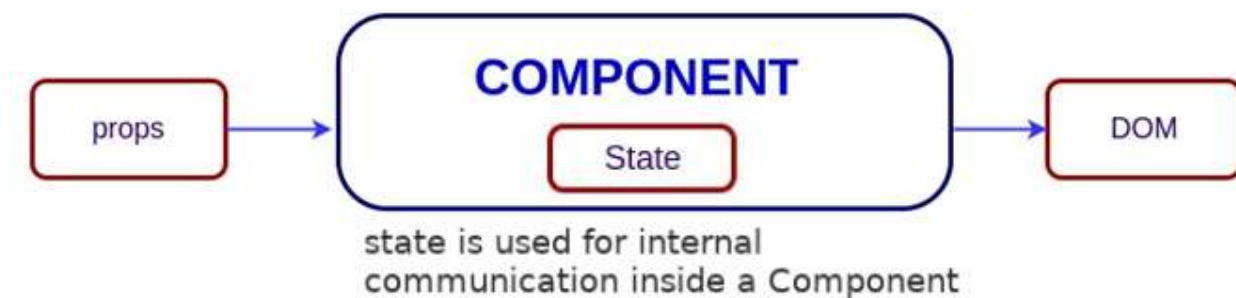 COMPONENT
props
State
DOM
state is used for internal
communication inside a Component